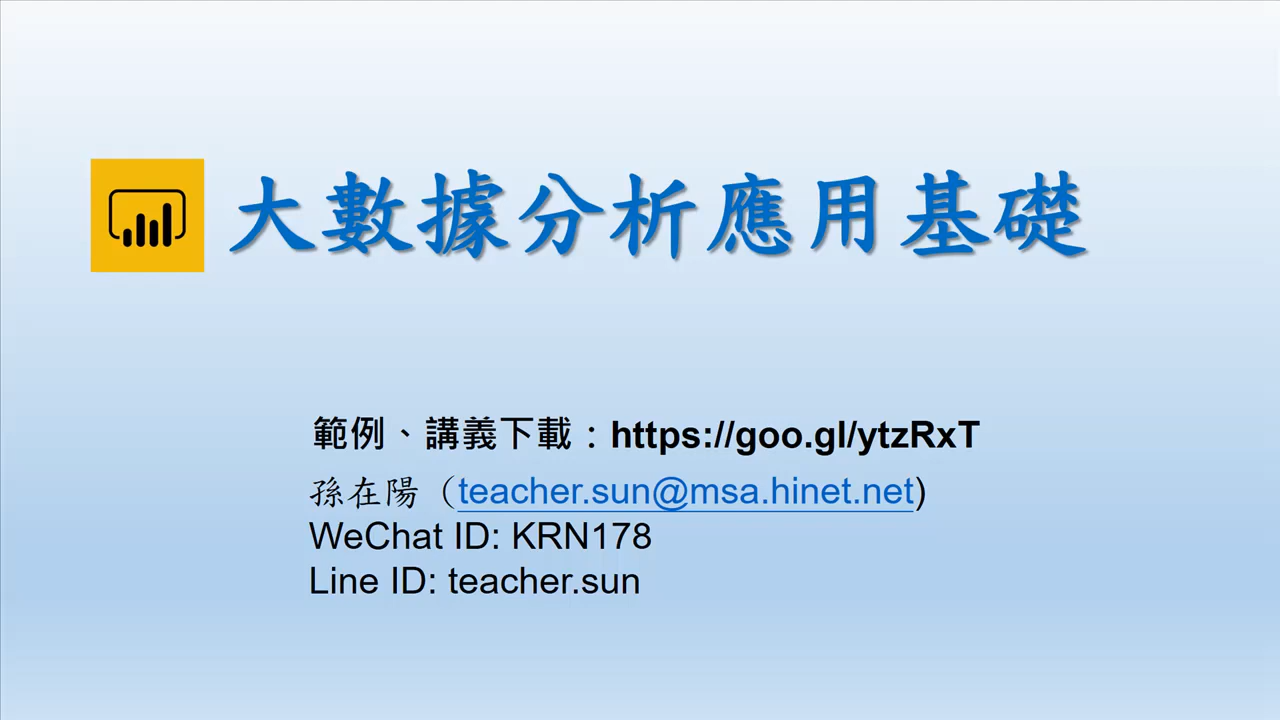 大數據分析應用基礎
範例、講義下載：https://goo.gl/ytzRxT
孫在陽（teacher.sun@msa.hinet.net)
WeChat ID: KRN178
Line ID: teacher.sun